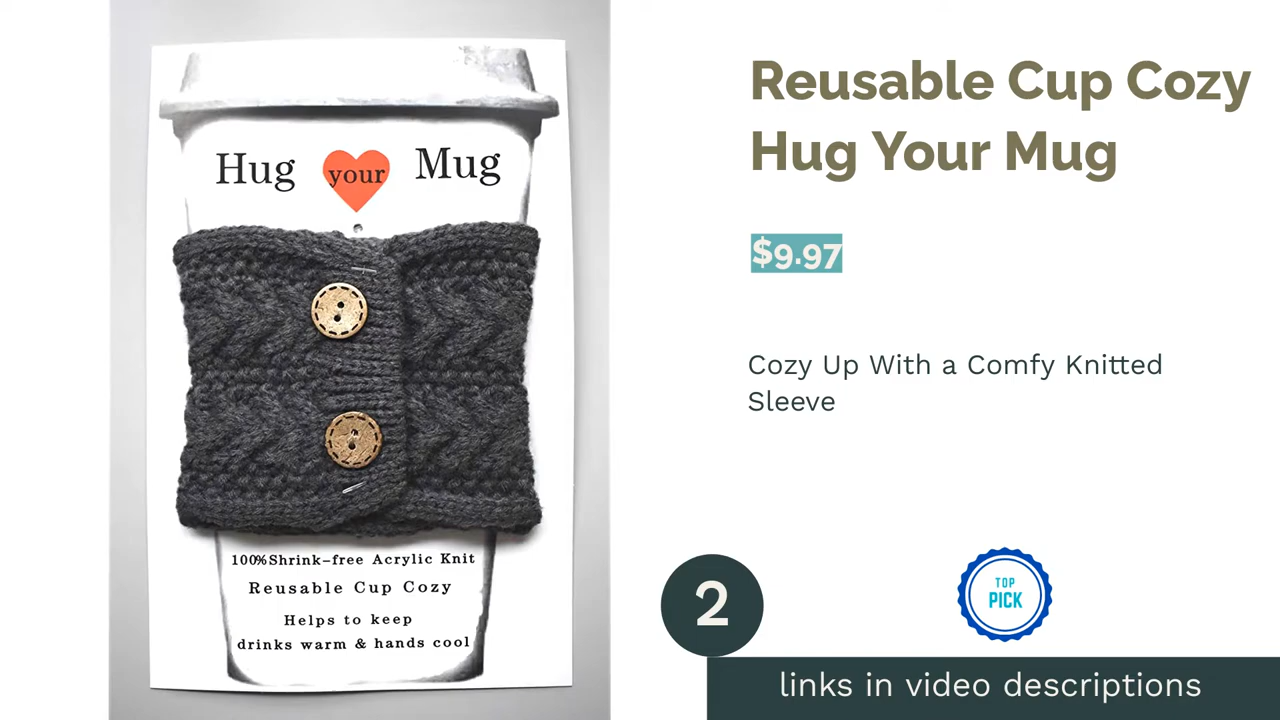 Hug your Mug
100%Shrink-free Acrylic Knit
Reusable Cup Cozy
Helps to keep
drinks warm & hands cool
Reusable Cup Cozy
Hug Your Mug
$9.97
Cozy Up With a Comfy Knitted
Sleeve
2
TOP
PICK
links in video descriptions